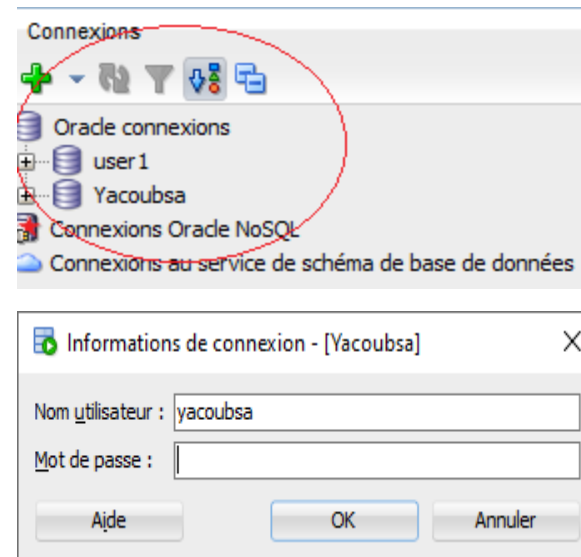 Connexions
Oracle connexions
user1
Yacoubsa
Connexions Oracle NoSQL
Connexions au service de schéma de base de données
Informations de connexion - [Yacoubsa]
Nom utilisateur : yacoubsa
Mot de passe :
Aide OK Annuler